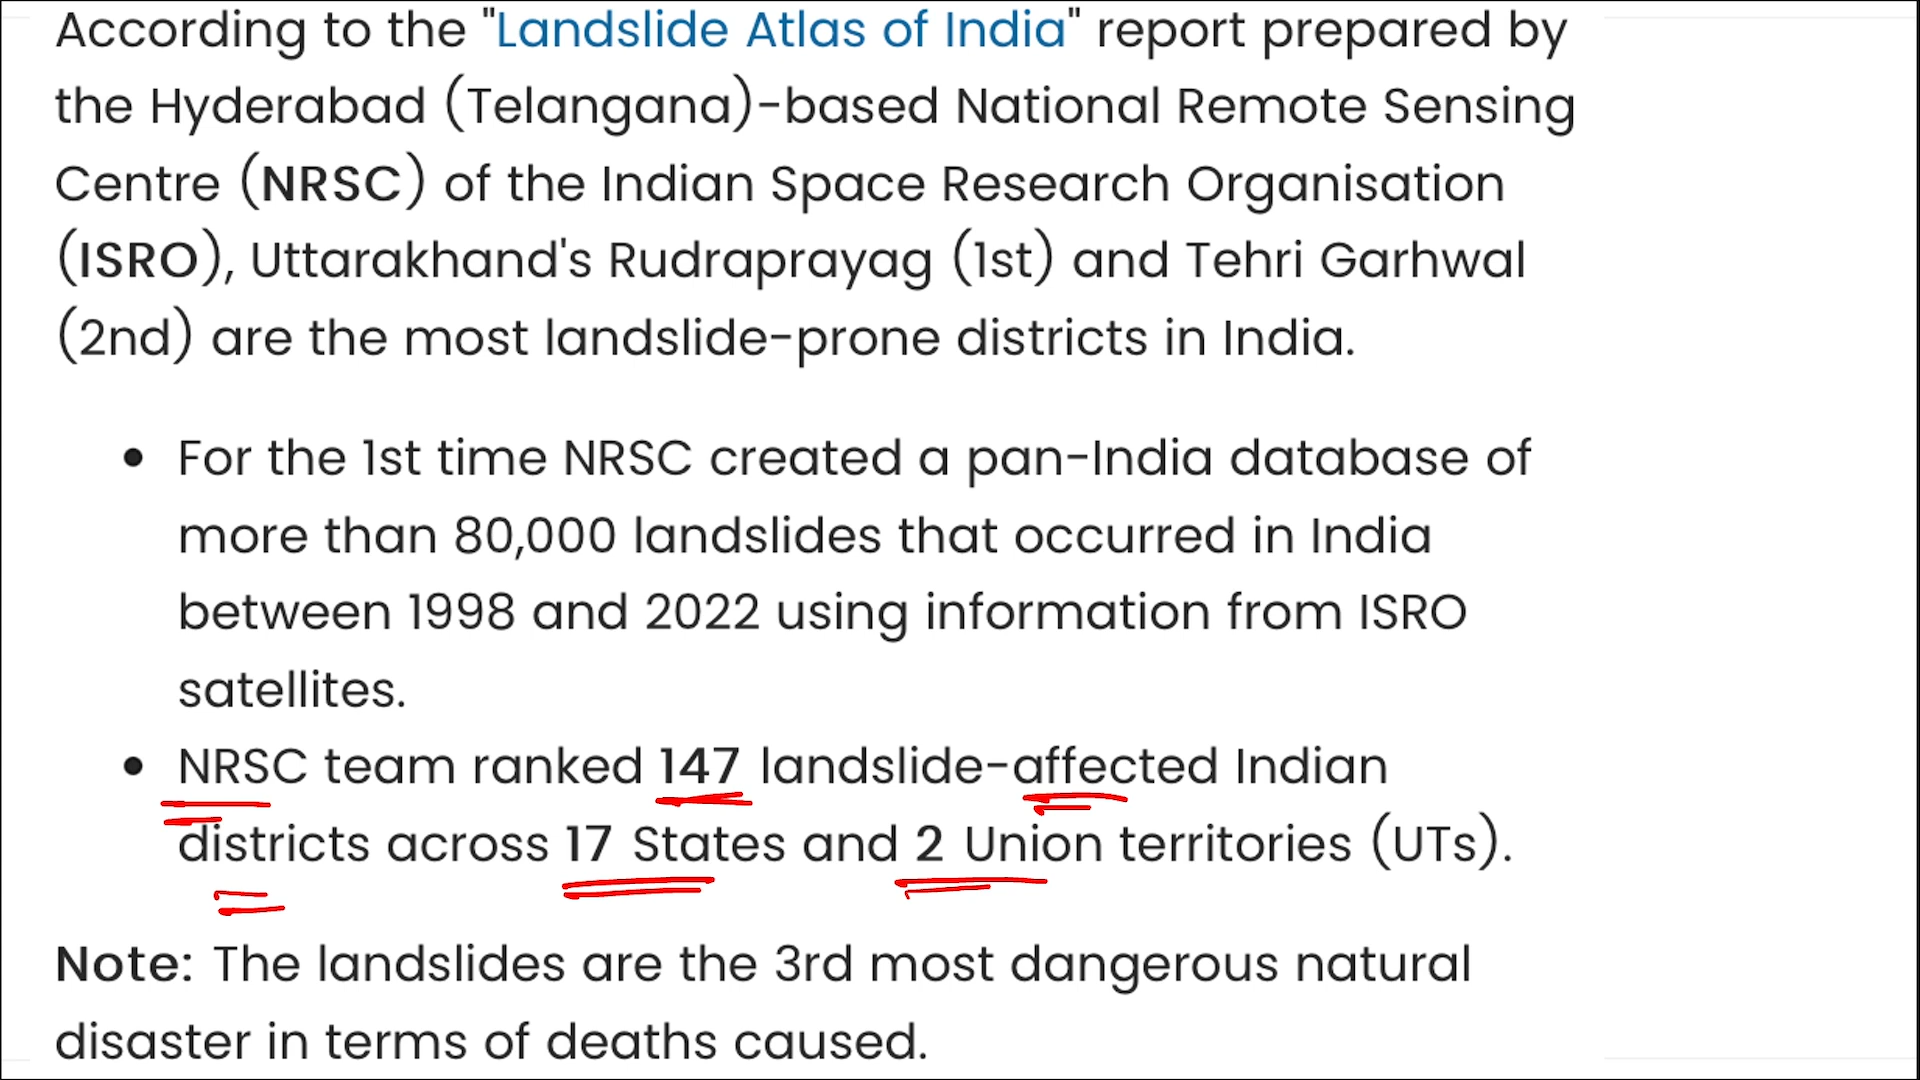 According to the "Landslide Atlas of India" report prepared by
the Hyderabad (Telangana)-based National Remote Sensing
Centre (NRSC) of the Indian Space Research Organisation
(ISRO), Uttarakhand's Rudraprayag (1st) and Tehri Garhwal
(2nd) are the most landslide-prone districts in India.
• For the 1st time NRSC created a pan-India database of
more than 80,000 landslides that occurred in India
between 1998 and 2022 using information from ISRO
satellites.
• NRSC team ranked 147 landslide-affected Indian
districts across 17 States and 2 Union territories (UTs).
Note: The landslides are the 3rd most dangerous natural
disaster in terms of deaths caused.